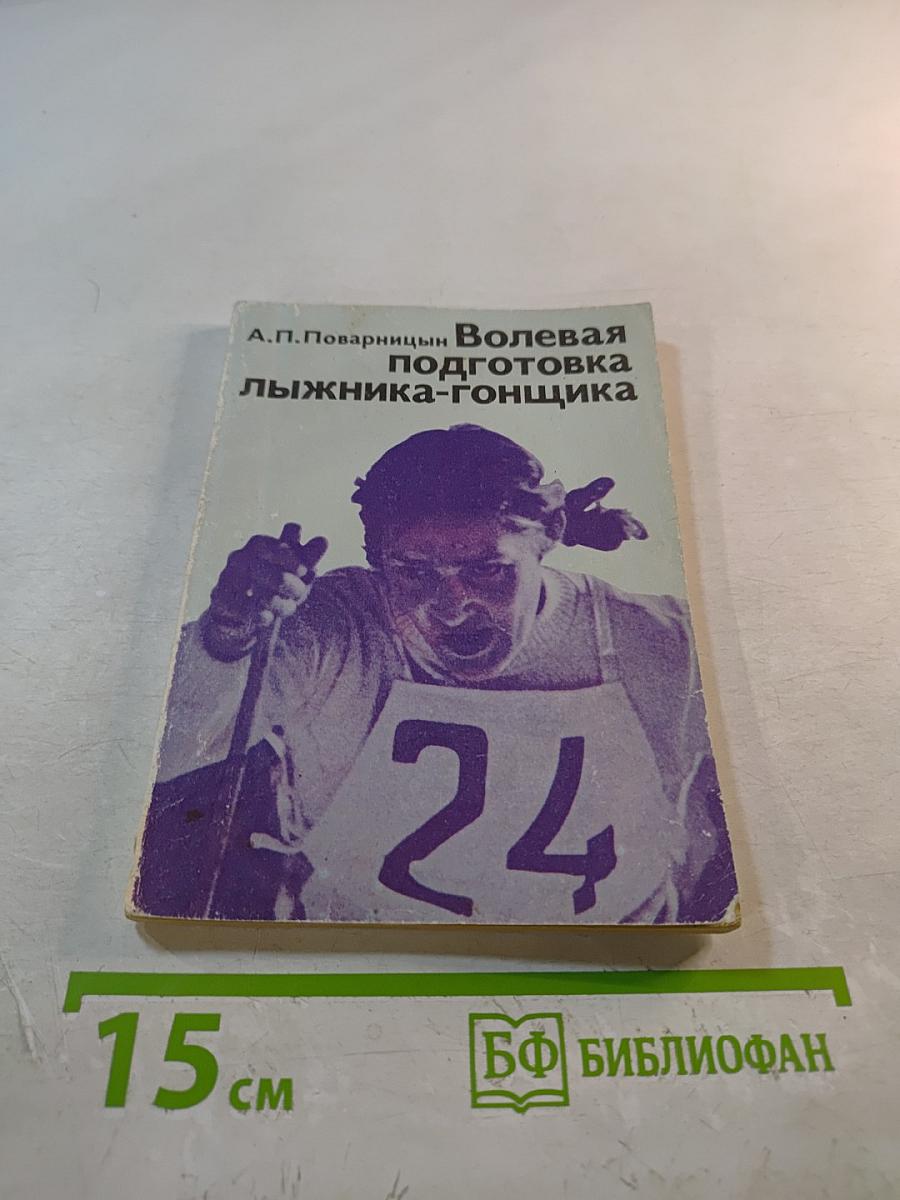 А.П.Поварницын Волевая
подготовка
лыжника-гонщика
24
15 см
БФ БИБЛИОФАН